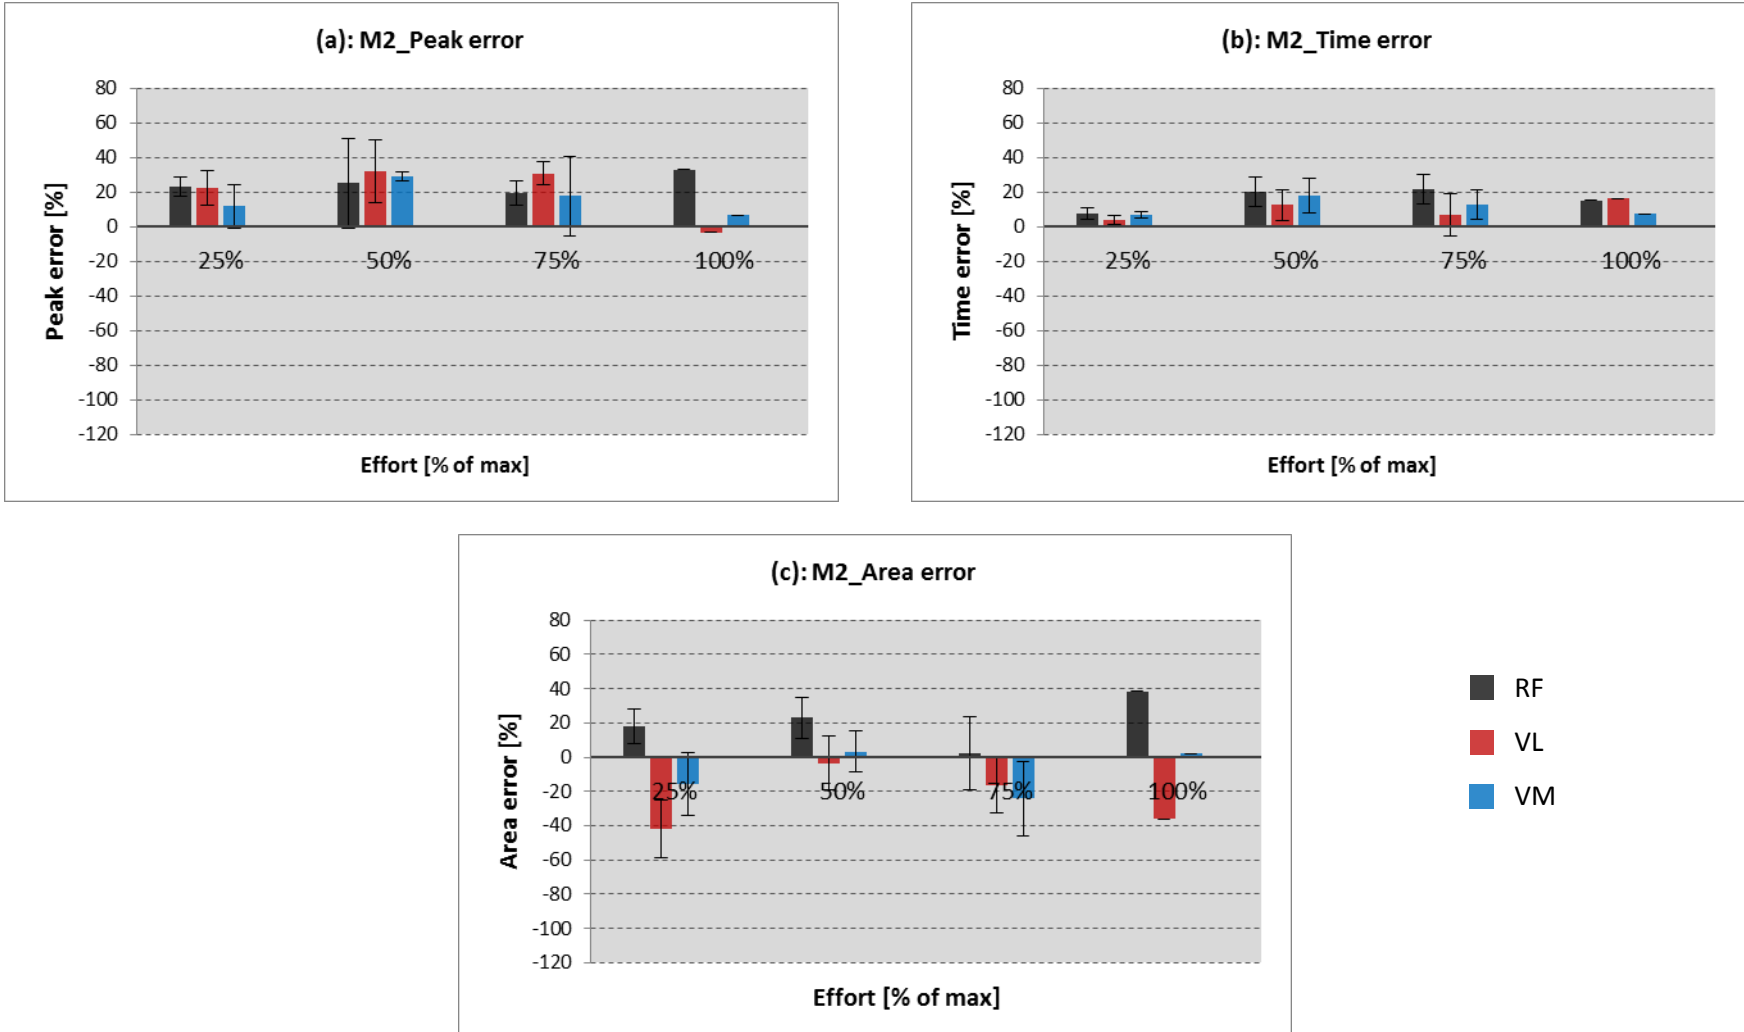 (a): M2_Peak error
80
60
40
20
0
-20
-40
-60
-80
-100
-120
Peak error [%]
25% 50% 75% 100%
Effort [% of max]
(b): M2_Time error
80
60
40
20
0
-20
-40
-60
-80
-100
-120
Time error [%]
25% 50% 75% 100%
Effort [% of max]
(c): M2_Area error
80
60
40
20
0
-20
-40
-60
-80
-100
-120
Area error [%]
25% 50% 75% 100%
Effort [% of max]
RF
VL
VM